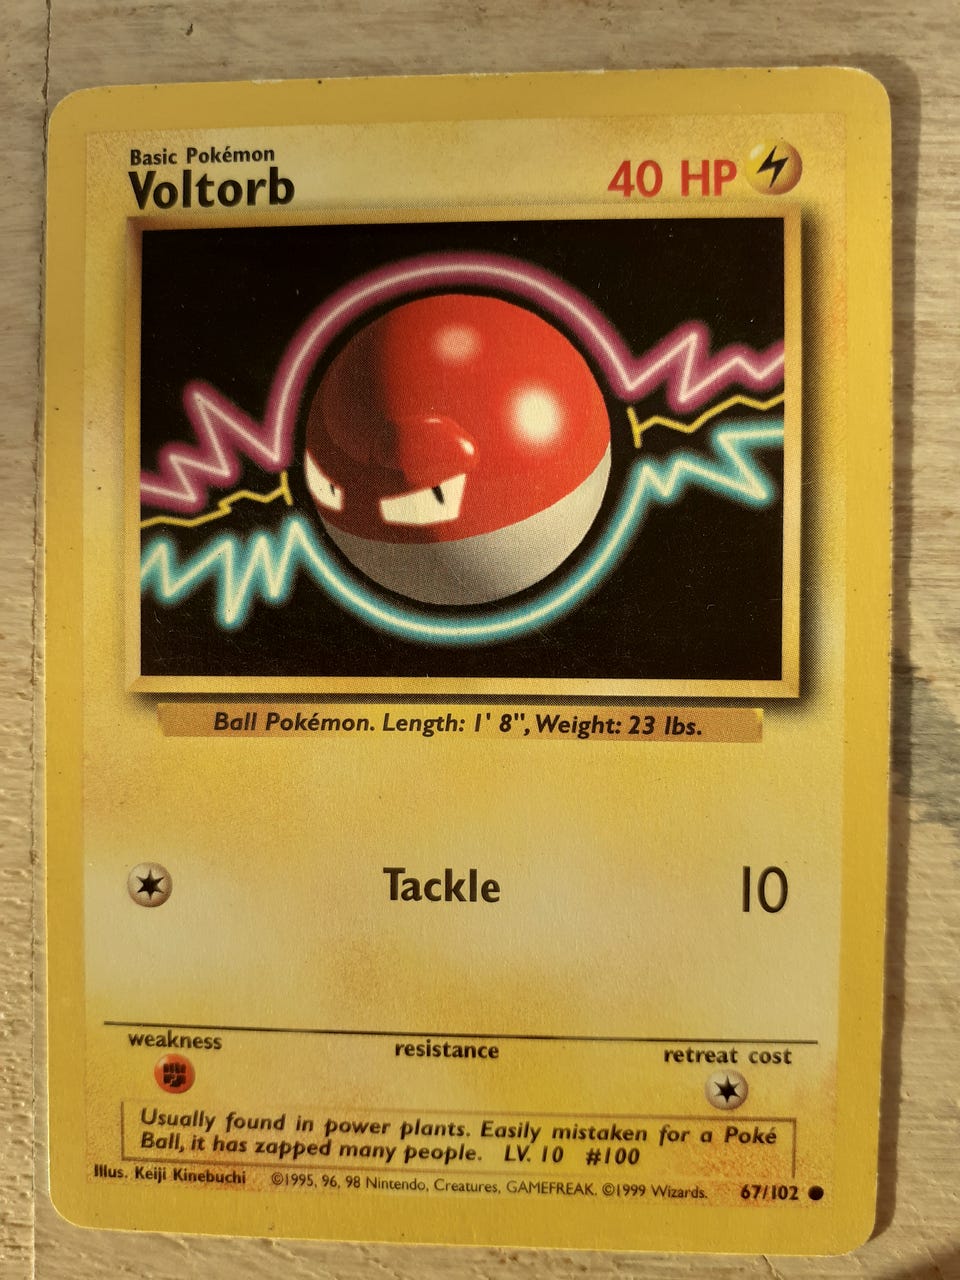 Basic Pokémon
Voltorb
40 HP
Ball Pokémon. Length: 1' 8", Weight: 23 lbs.
Tackle 10
weakness resistance retreat cost
Usually found in power plants. Easily mistaken for a Poké
Ball, it has zapped many people. LV. 10 #100
Illus. Keiji Kinebuchi ©1995, 96, 98 Nintendo, Creatures, GAMEFREAK. ©1999 Wizards. 67/102